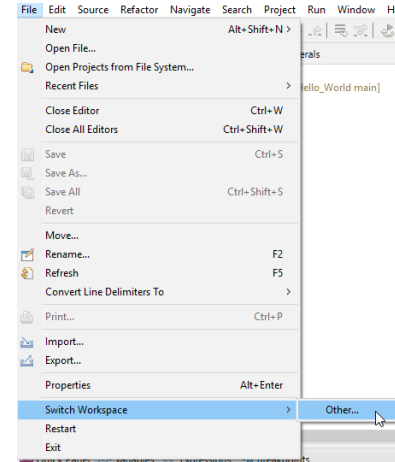 File Edit Source Refactor Navigate Search Project Run Window H
New Alt+Shift+N >
Open File...
erals
Open Projects from File System...
Recent Files >
ello_World main]
Close Editor Ctrl+W
Close All Editors Ctrl+Shift+W
Save Ctrl+S
Save As...
Save All Ctrl+Shift+S
Revert
Move...
Rename... F2
Refresh F5
Convert Line Delimiters To >
Print... Ctrl+P
Import...
Export...
Properties Alt+Enter
Switch Workspace > Other...
Restart
Exit